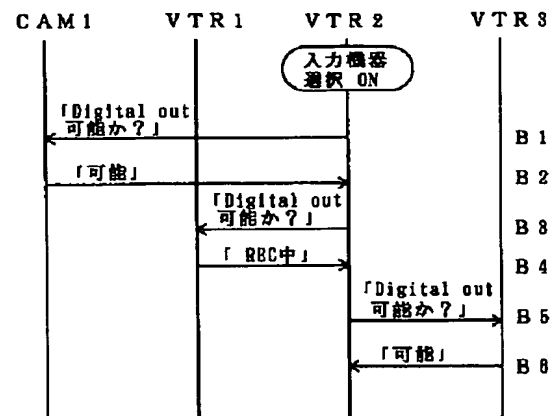 CAM1 VTR1 VTR2 VTR3
入力機器
選択 ON
「Digital out
可能か？」
B1
「可能」
B2
「Digital out
可能か？」
B3
「 REC中」
B4
「Digital out
可能か？」
B5
「可能」
B6